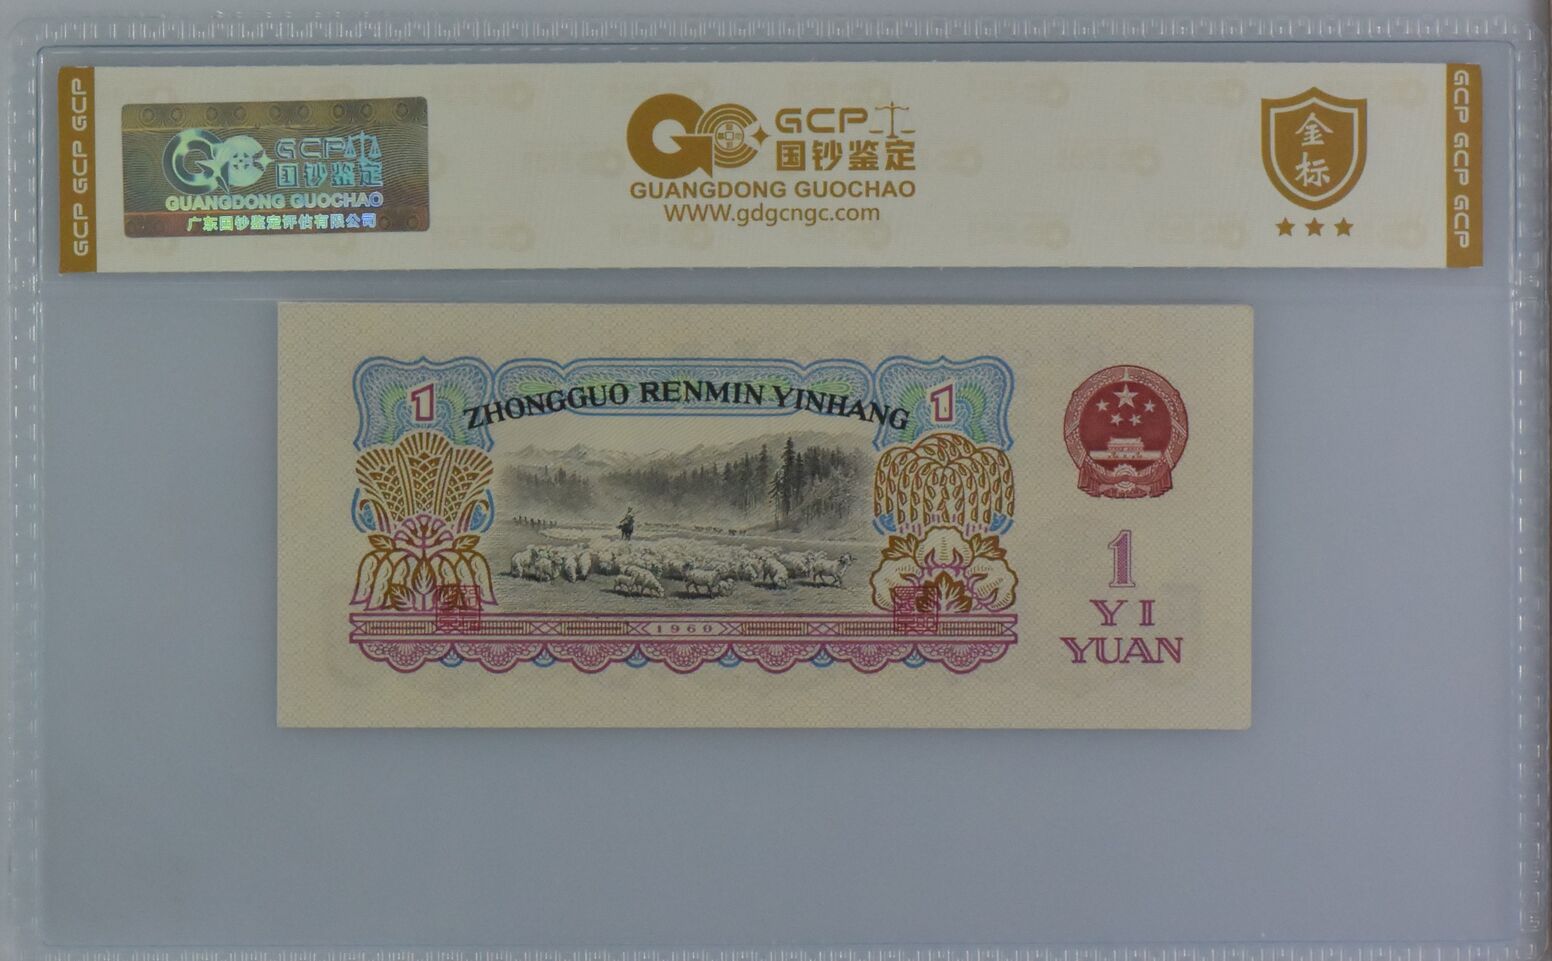 GCP GCP GCP
GCP 国钞鉴定
GUANGDONG GUOCHAO
广东国钞鉴定评估有限公司
GCP
国钞鉴定
GUANGDONG GUOCHAO
WWW.gdgcngc.com
金标
GCP GCP GCP
ZHONGGUO RENMIN YINHANG
1
1
1960
1
YI
YUAN